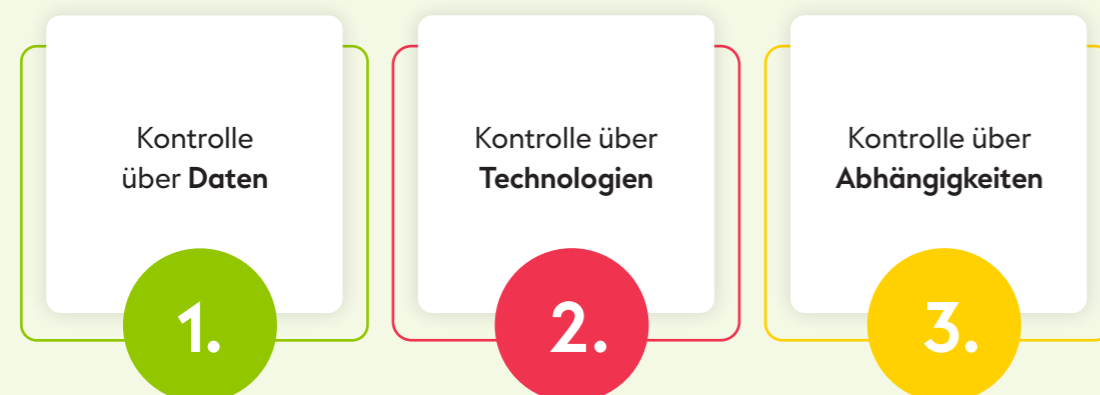 Kontrolle
über Daten
1.
Kontrolle über
Technologien
2.
Kontrolle über
Abhängigkeiten
3.